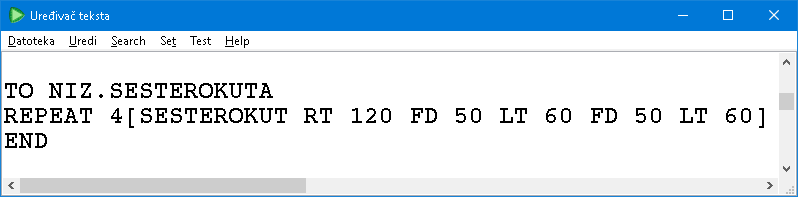 Uređivač teksta
Datoteka Uredi Search Set Test Help
TO NIZ.SESTEROKUTA
REPEAT 4[SESTEROKUT RT 120 FD 50 LT 60 FD 50 LT 60]
END